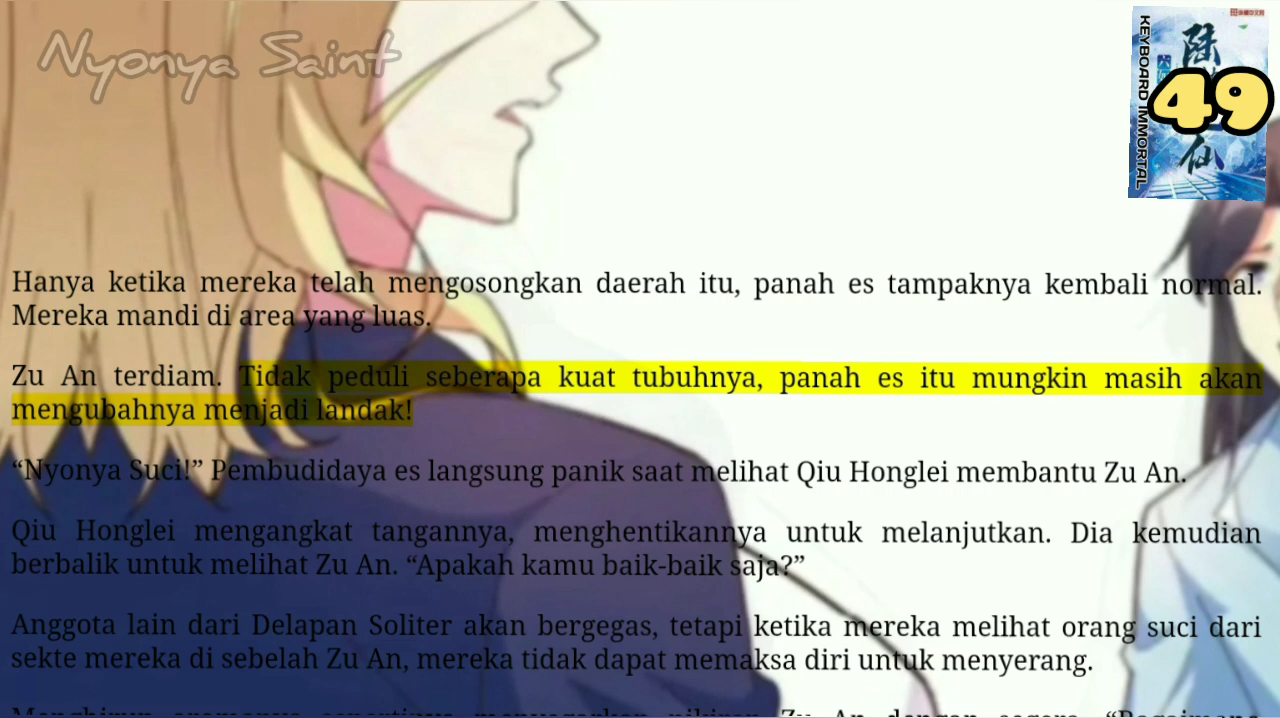 Nyonya Saint
KEYBOARD IMMORTAL
49
Hanya ketika mereka telah mengosongkan daerah itu, panah es tampaknya kembali normal.
Mereka mandi di area yang luas.
Zu An terdiam. Tidak peduli seberapa kuat tubuhnya, panah es itu mungkin masih akan
mengubahnya menjadi landak!
“Nyonya Suci!” Pembudidaya es langsung panik saat melihat Qiu Honglei membantu Zu An.
Qiu Honglei mengangkat tangannya, menghentikannya untuk melanjutkan. Dia kemudian
berbalik untuk melihat Zu An. “Apakah kamu baik-baik saja?”
Anggota lain dari Delapan Soliter akan bergegas, tetapi ketika mereka melihat orang suci dari
sekte mereka di sebelah Zu An, mereka tidak dapat memaksa diri untuk menyerang.